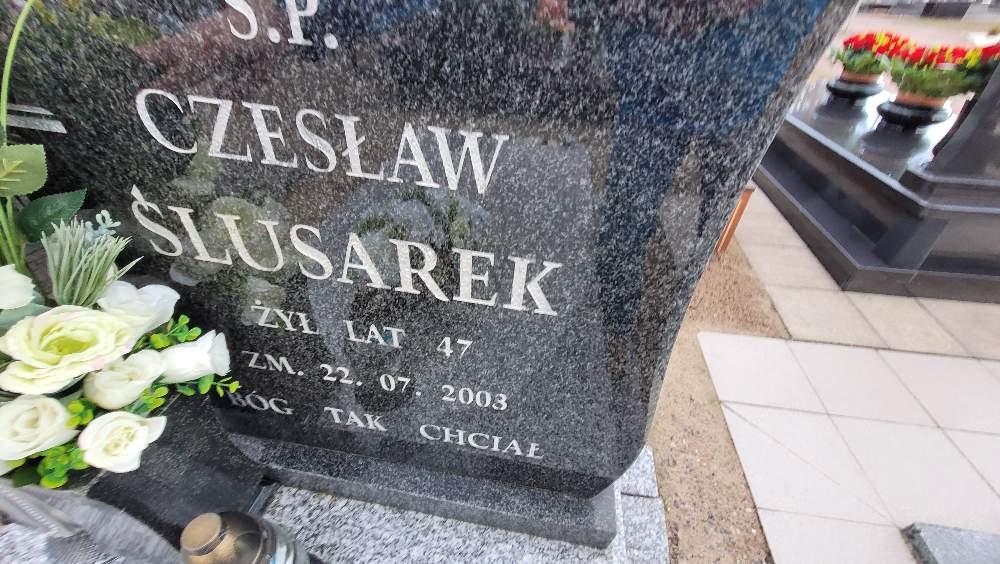 Ś.P.
CZESŁAW
ŚLUSAREK
ŻYŁ LAT 47
ZM. 22. 07. 2003
BÓG TAK CHCIAŁ